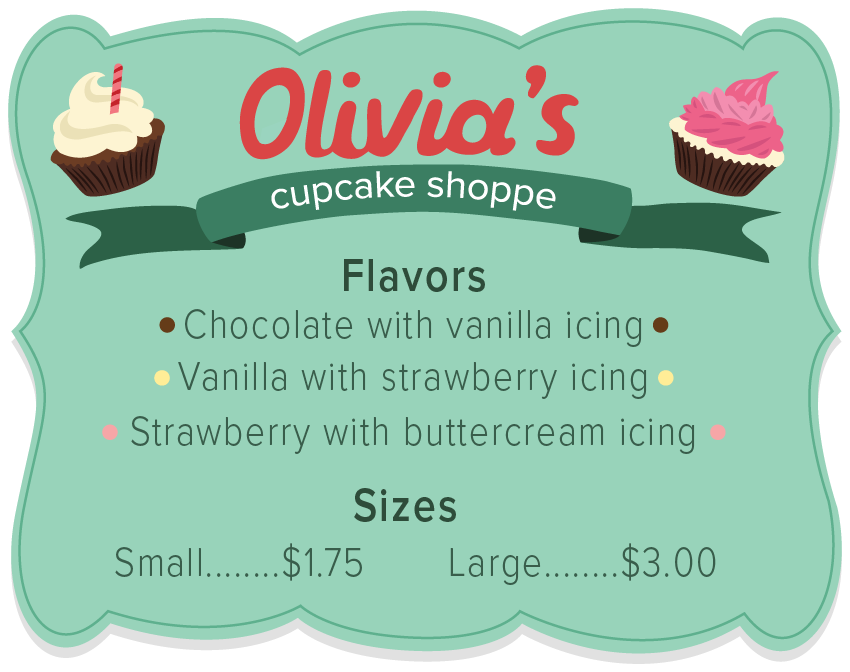 Olivia's
cupcake shoppe
Flavors
• Chocolate with vanilla icing •
• Vanilla with strawberry icing •
• Strawberry with buttercream icing •
Sizes
Small........$1.75 Large........$3.00